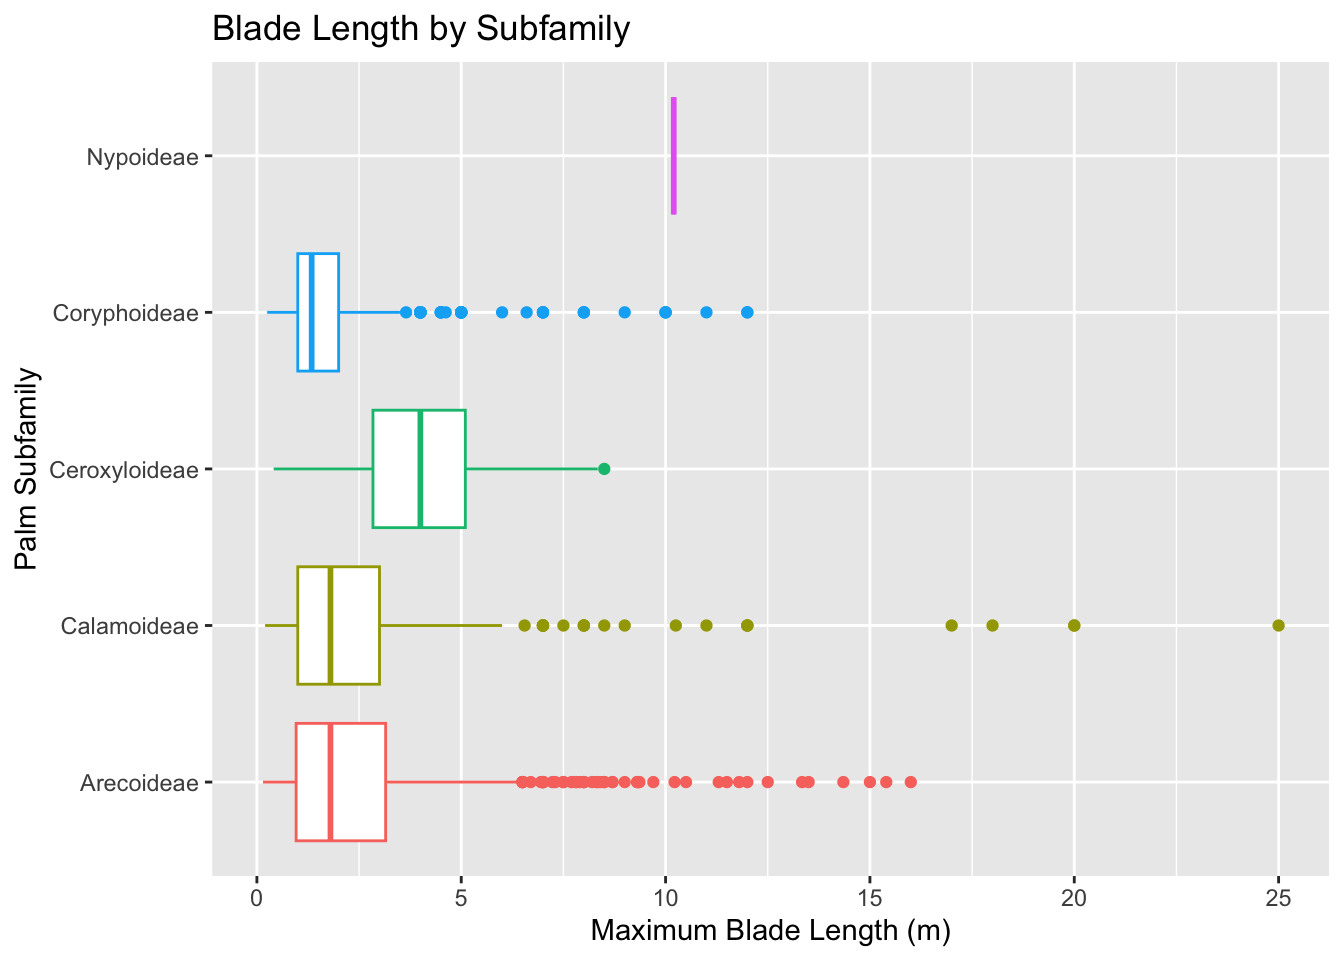 Blade Length by Subfamily
Palm Subfamily
Nypoideae
Coryphoideae
Ceroxyloideae
Calamoideae
Arecoideae
0 5 10 15 20 25
Maximum Blade Length (m)